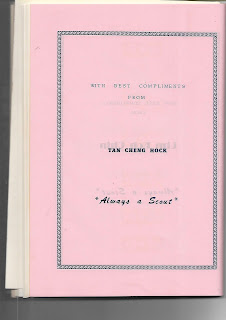 WITH BEST COMPLIMENTS
FROM
TAN CHENG HOCK
"Always a Scout"